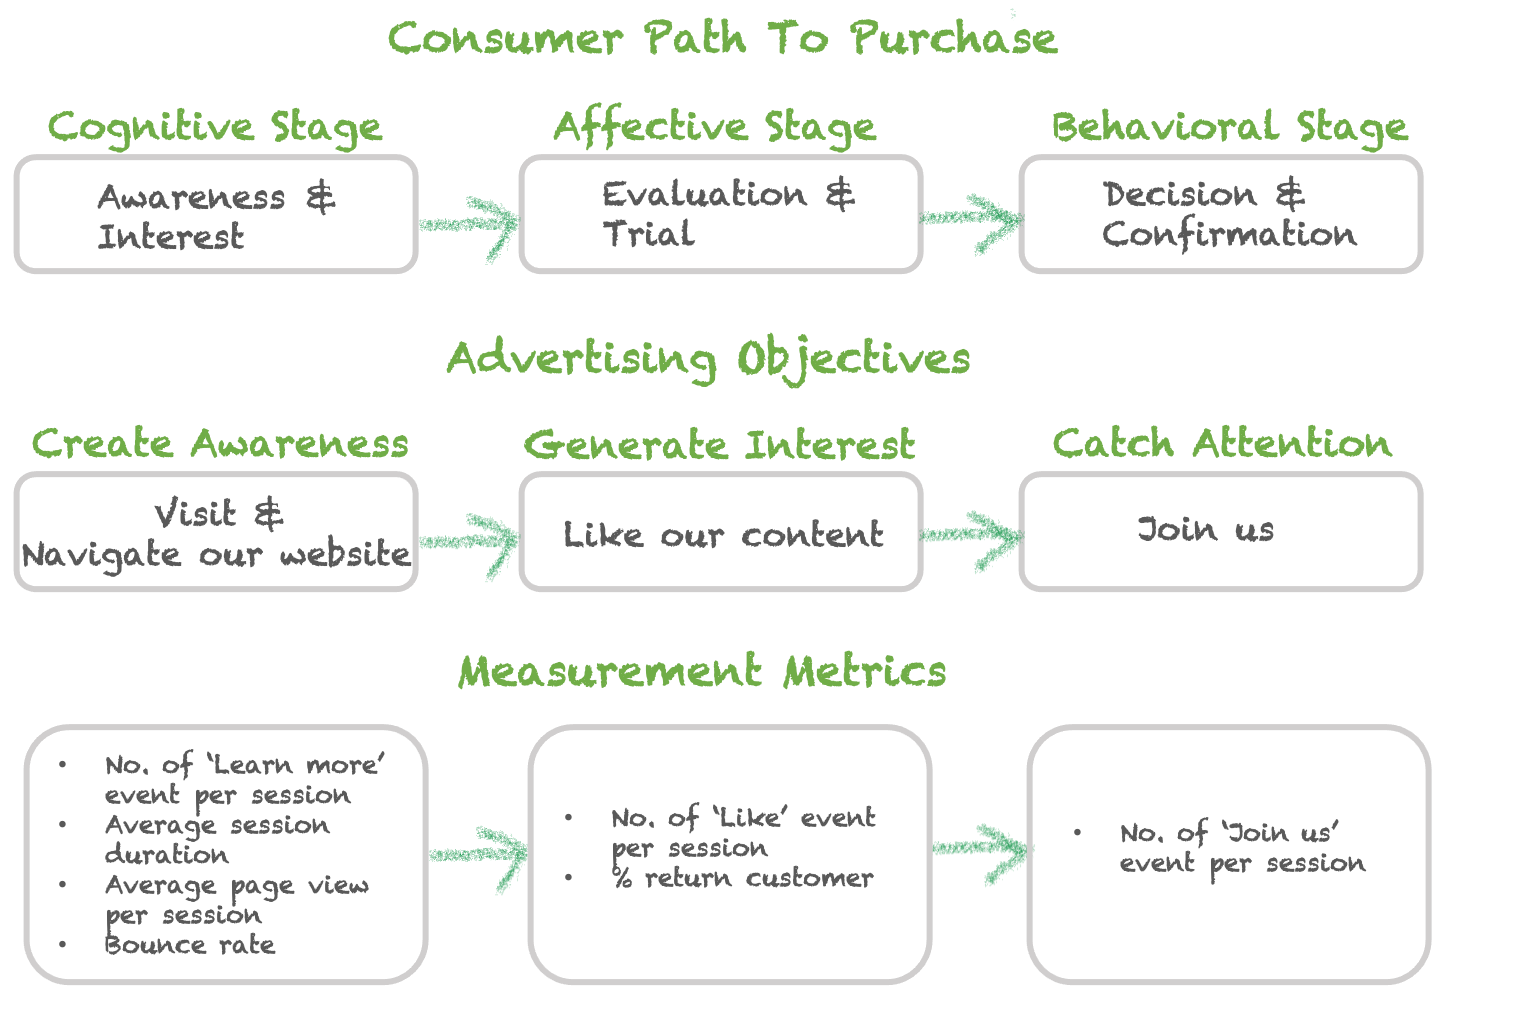 Consumer Path To Purchase
Cognitive Stage
Affective Stage
Behavioral Stage
Awareness &
Interest
Evaluation &
Trial
Decision &
Confirmation
Advertising Objectives
Create Awareness
Generate Interest
Catch Attention
Visit &
Navigate our website
Like our content
Join us
Measurement Metrics
• No. of ‘Learn more’
event per session
• Average session
duration
• Average page view
per session
• Bounce rate
• No. of ‘Like’ event
per session
• % return customer
• No. of ‘Join us’
event per session